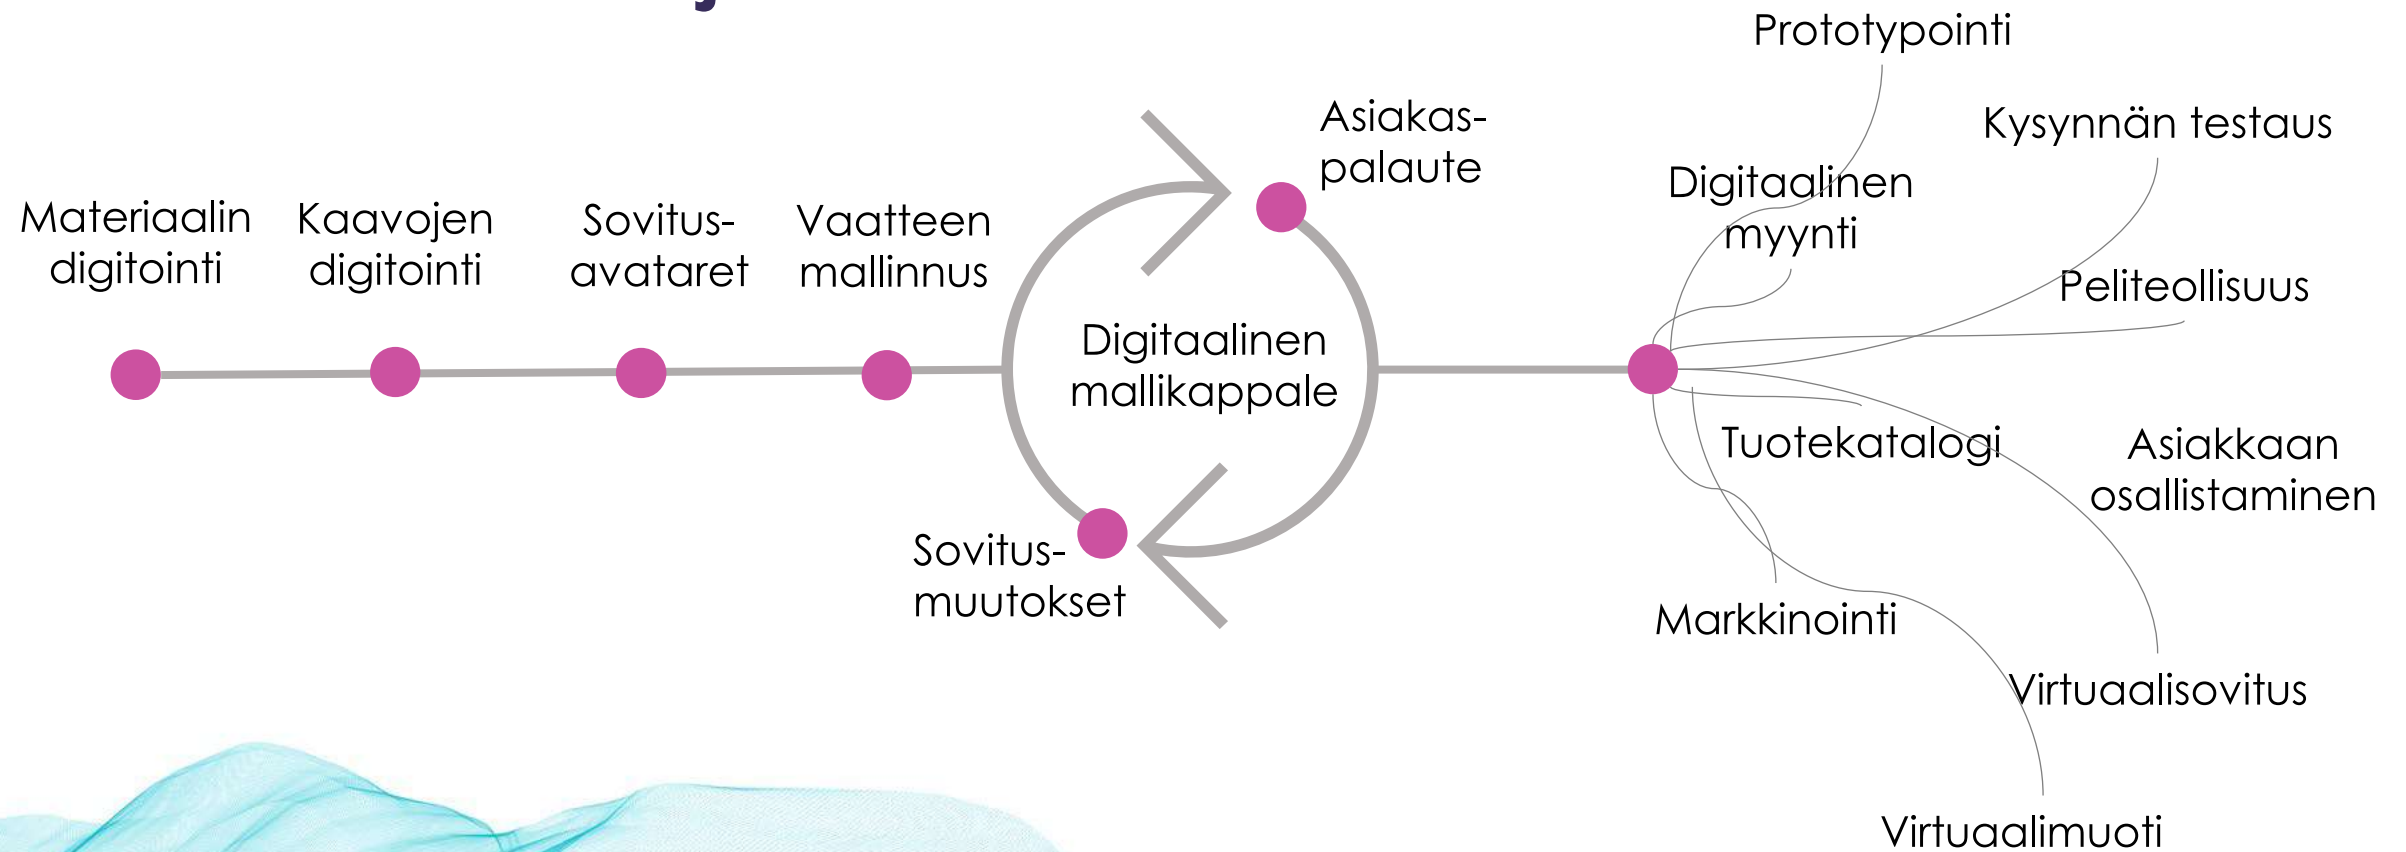 Materiaalin
digitointi
Kaavojen
digitointi
Sovitus-
avataret
Vaatteen
mallinnus
Asiakas-
palaute
Digitaalinen
mallikappale
Sovitus-
muutokset
Prototypointi
Kysynnän testaus
Digitaalinen
myynti
Peliteollisuus
Tuotekatalogi
Asiakkaan
osallistaminen
Markkinointi
Virtuaalisovitus
Virtuaalimuoti